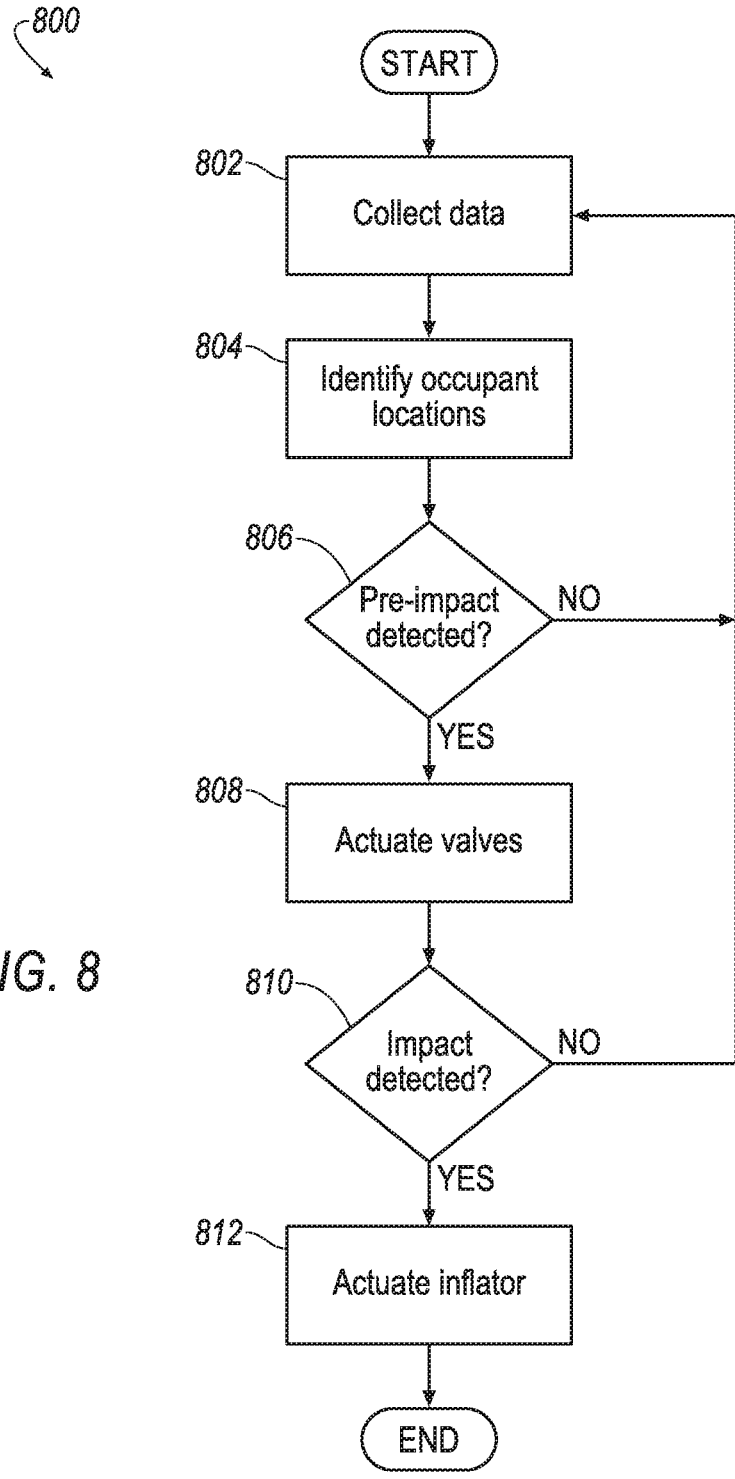 800
START
802
Collect data
804
Identify occupant
locations
806
Pre-impact
detected?
NO
YES
808
Actuate valves
IG. 8
810
Impact
detected?
NO
YES
812
Actuate inflator
END